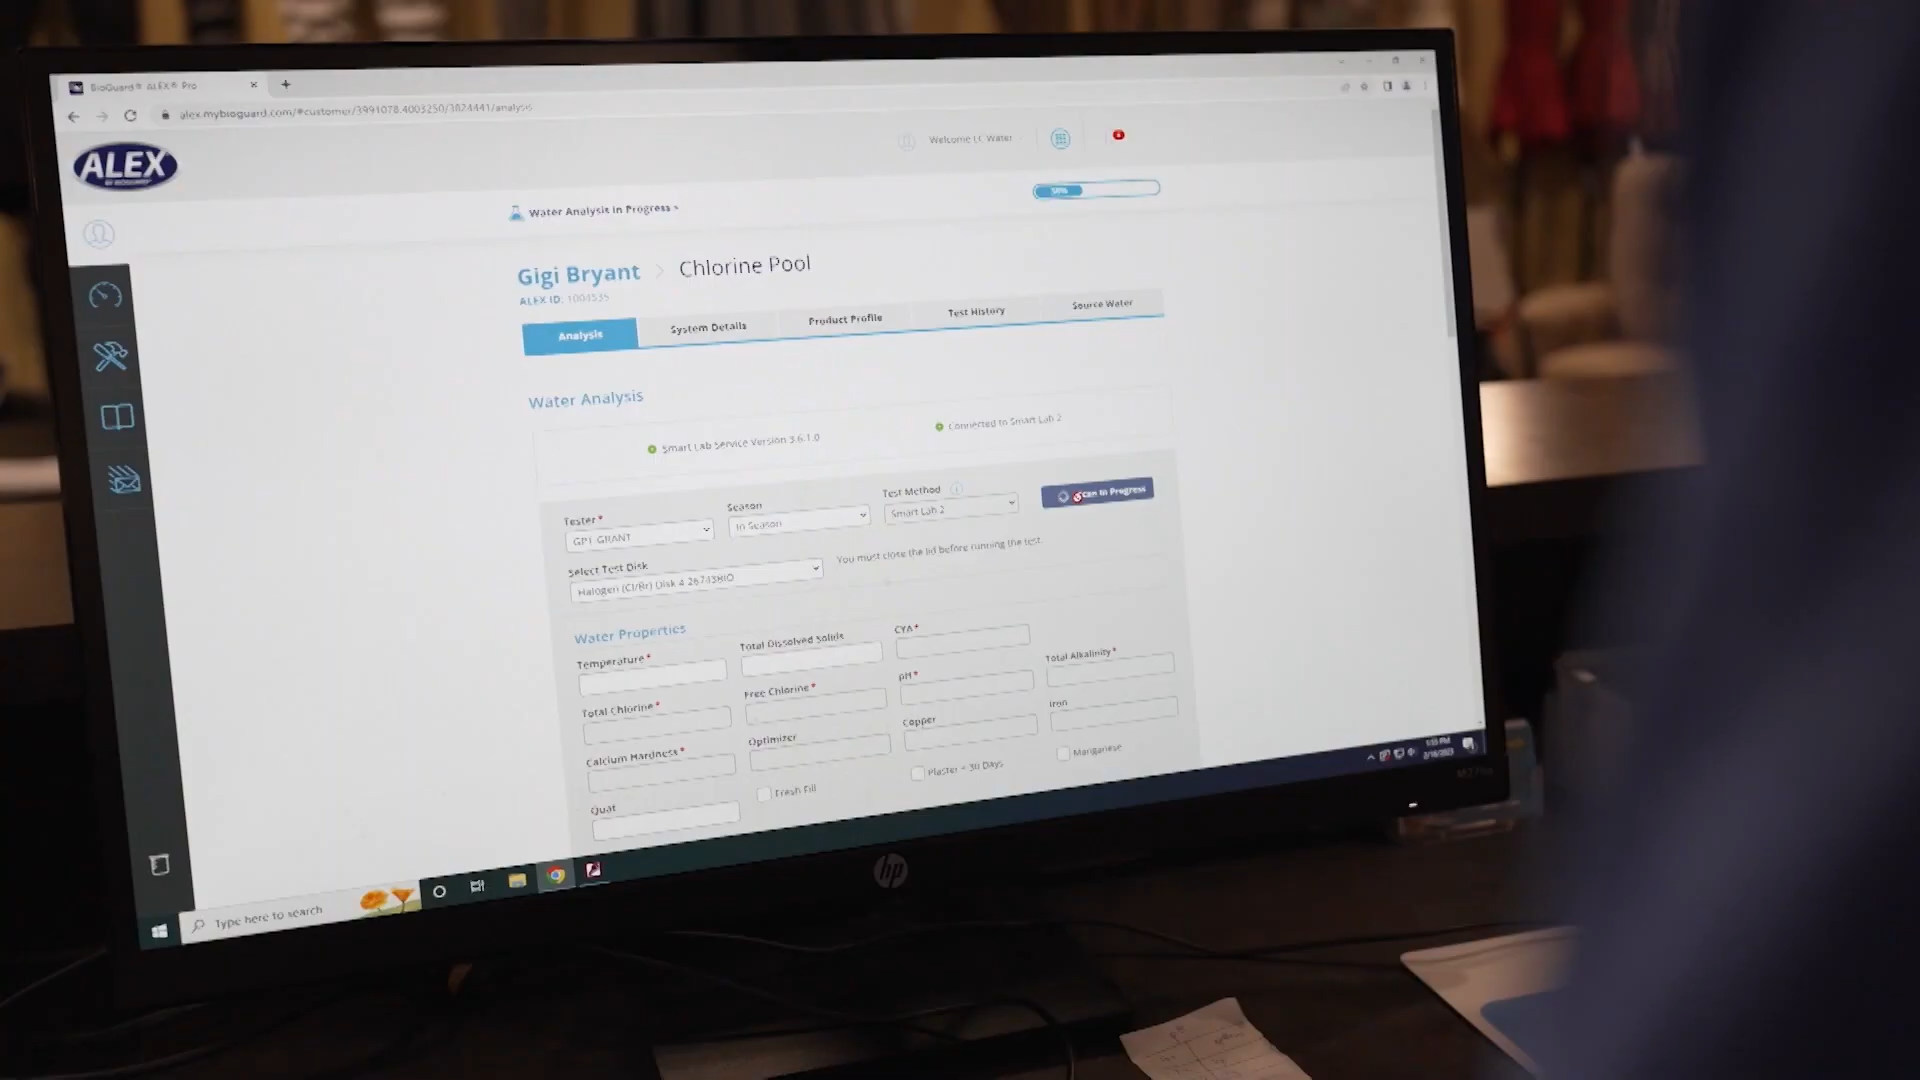 BioGuard® ALEX® Pro
alex.mybioguard.com/#customer/3991078.4003250/3824441/analysis
ALEX
BY BIOGUARD
Welcome LC Water
Water Analysis in Progress >
Gigi Bryant > Chlorine Pool
ALEX ID: 1004535
Analysis
System Details
Product Profile
Test History
Source Water
Water Analysis
Smart Lab Service Version 3.6.1.0
Connected to Smart Lab 2
Tester *
Season
Test Method
GPT GRANT
In Season
Smart Lab 2
Scan In Progress
Select Test Disk
Halogen (Cl/Br) Disk 4 26743BIO
You must close the lid before running the test.
Water Properties
Temperature *
Total Dissolved Solids
CYA *
Total Chlorine *
Free Chlorine *
pH *
Total Alkalinity *
Calcium Hardness *
Optimizer
Copper
Iron
Quat
Fresh Fill
Plaster < 30 Days
Manganese
Type here to search
hp